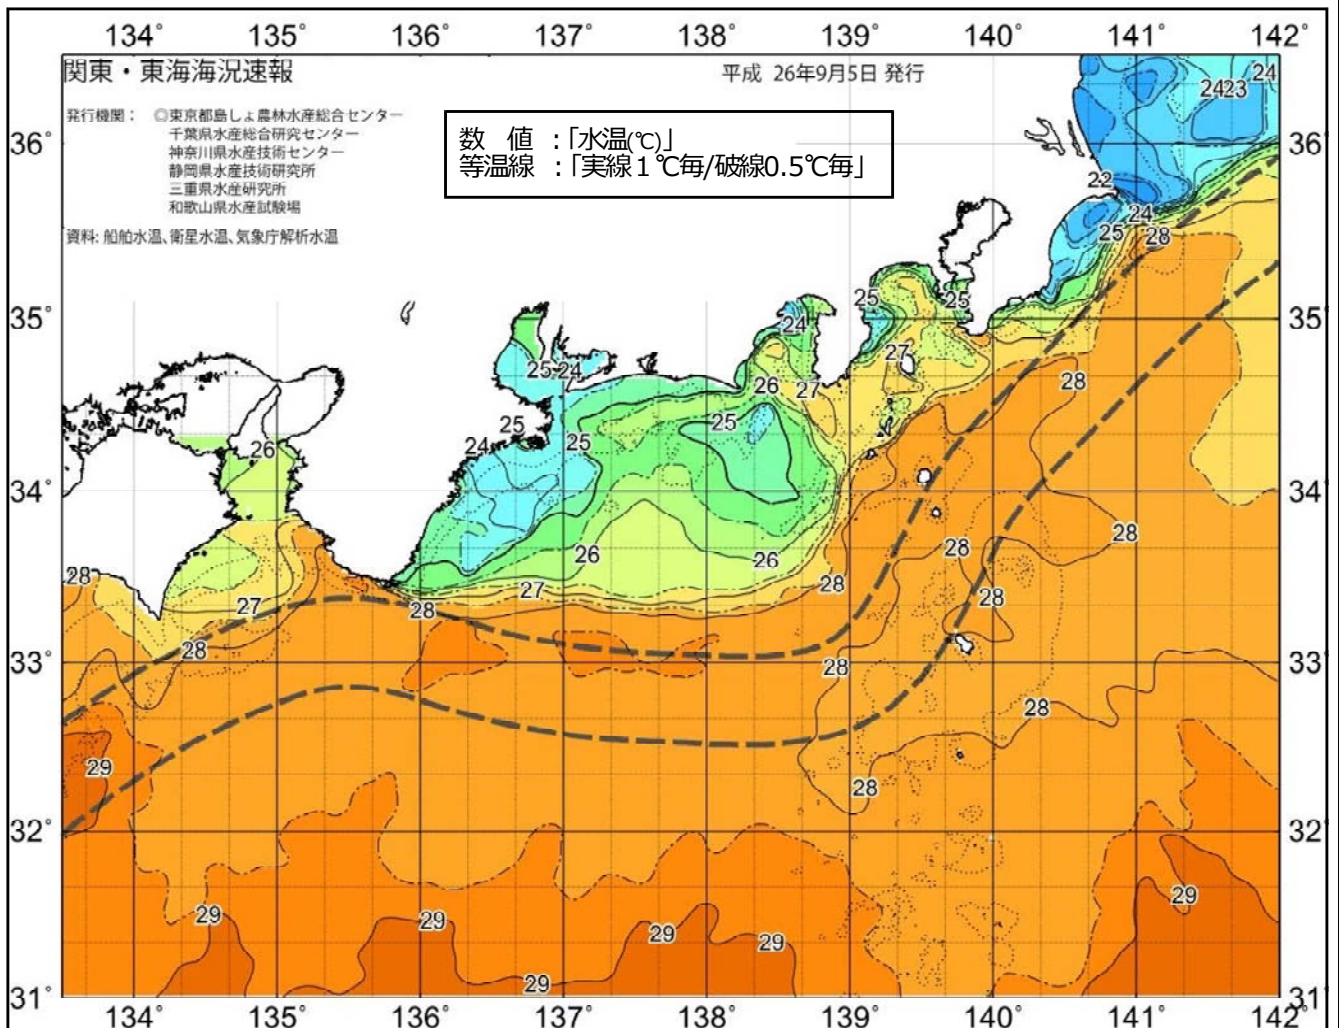 134° 135° 136° 137° 138° 139° 140° 141° 142°
関東・東海海況速報
平成 26年9月5日 発行
発行機関： ◎東京都島しょ農林水産総合センター
千葉県水産総合研究センター
神奈川県水産技術センター
静岡県水産技術研究所
三重県水産研究所
和歌山県水産試験場
資料: 船舶水温、衛星水温、気象庁解析水温
数 値 :「水温(℃)」
等温線 :「実線１℃毎/破線0.5℃毎」
24 23 24
36° 36°
22
24
25 28
25 25
35° 24 35°
27
25 24 26 27 28
25 25 25
24 26
34° 34°
28
26 26 28
28 27 28 28
27 28
28 28
33° 33°
28
29 28
32° 32°
29 29 29 29 29
29
31° 31°
134° 135° 136° 137° 138° 139° 140° 141° 142°